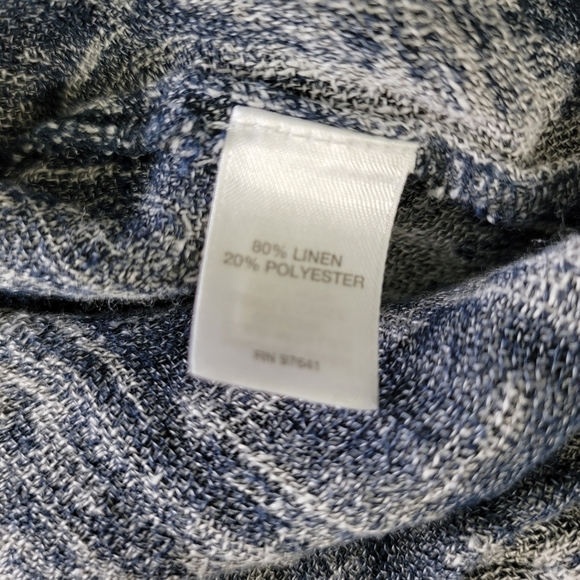 80% LINEN
20% POLYESTER
RN 97641